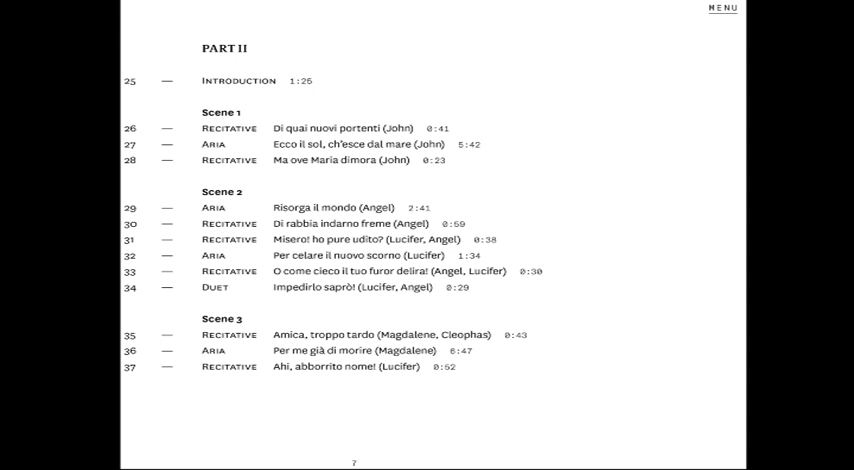 MENU
PART II
25 — INTRODUCTION 1:25
Scene 1
26 — RECITATIVE Di quai nuovi portenti (John) 0:41
27 — ARIA Ecco il sol, ch'esce dal mare (John) 5:42
28 — RECITATIVE Ma ove Maria dimora (John) 0:23
Scene 2
29 — ARIA Risorga il mondo (Angel) 2:41
30 — RECITATIVE Di rabbia indarno freme (Angel) 0:59
31 — RECITATIVE Misero! ho pure udito? (Lucifer, Angel) 0:38
32 — ARIA Per celare il nuovo scorno (Lucifer) 1:34
33 — RECITATIVE O come cieco il tuo furor delira! (Angel, Lucifer) 0:30
34 — DUET Impedirlo saprò! (Lucifer, Angel) 0:29
Scene 3
35 — RECITATIVE Amica, troppo tardo (Magdalene, Cleophas) 0:43
36 — ARIA Per me già di morire (Magdalene) 6:47
37 — RECITATIVE Ahi, abborrito nome! (Lucifer) 0:52
7